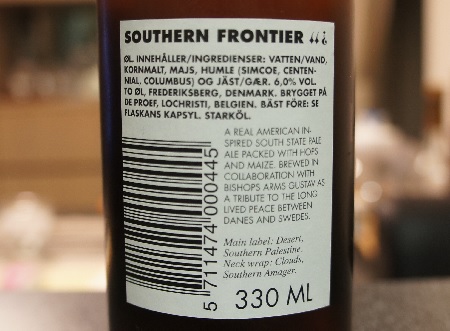 SOUTHERN FRONTIER
ØL. INNEHÅLLER/INGREDIENSER: VATTEN/VAND,
KORNMALT, MAJS, HUMLE (SIMCOE, CENTEN-
NIAL, COLUMBUS) OG JÄST/GÆR. 6,0% VOL
TO ØL, FREDERIKSBERG, DENMARK. BRYGGET PÅ
DE PROEF, LOCHRISTI, BELGIEN. BÄST FÖRE: SE
FLASKANS KAPSYL. STARKÖL.
A REAL AMERICAN IN-
SPIRED SOUTH STATE PALE
ALE PACKED WITH HOPS
AND MAIZE. BREWED IN
COLLABORATION WITH
BISHOPS ARMS GUSTAV AS
A TRIBUTE TO THE LONG
LIVED PEACE BETWEEN
DANES AND SWEDES.
Main label: Desert,
Southern Palestine.
Neck wrap: Clouds,
Southern Amager.
5 711474 000445
330 ML